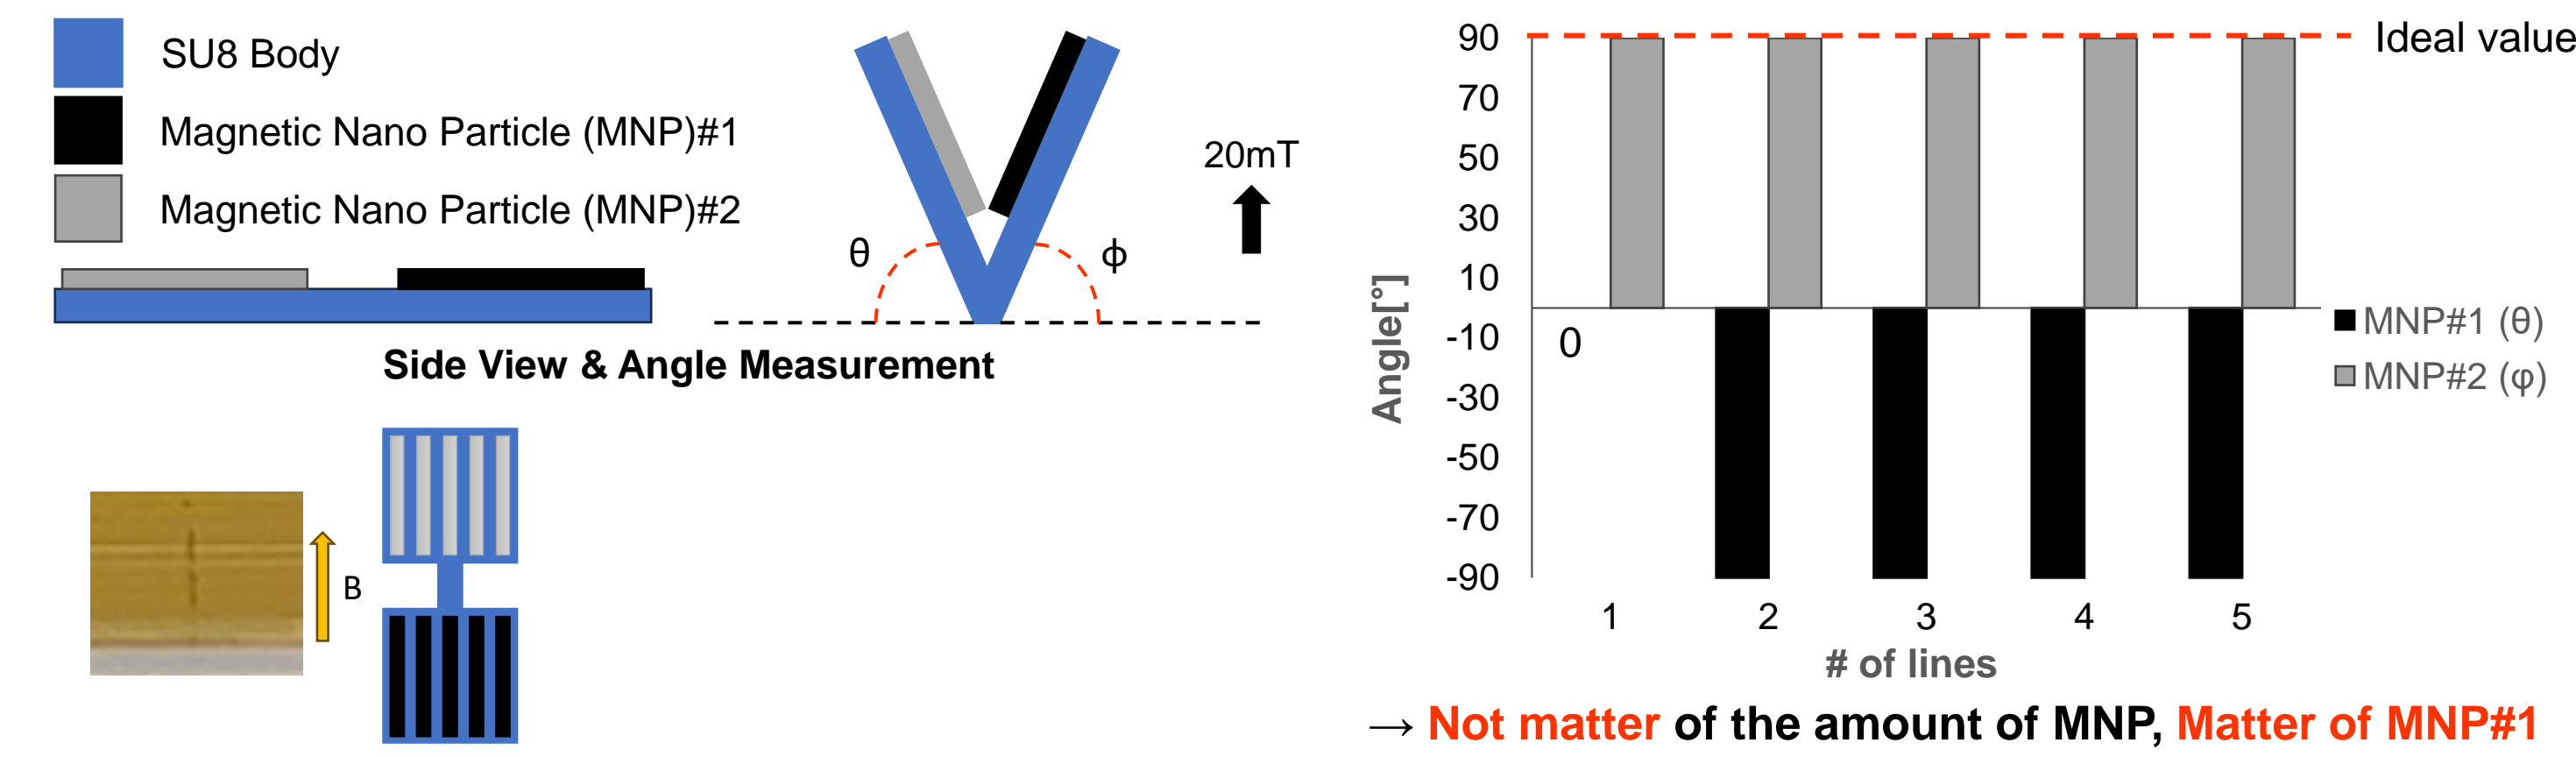 SU8 Body
Magnetic Nano Particle (MNP)#1
Magnetic Nano Particle (MNP)#2
θ
ϕ
20mT
Side View & Angle Measurement
B
Ideal value
90
70
50
30
10
-10
-30
-50
-70
-90
Angle[°]
0
1 2 3 4 5
# of lines
MNP#1 (θ)
MNP#2 (φ)
→ Not matter of the amount of MNP, Matter of MNP#1